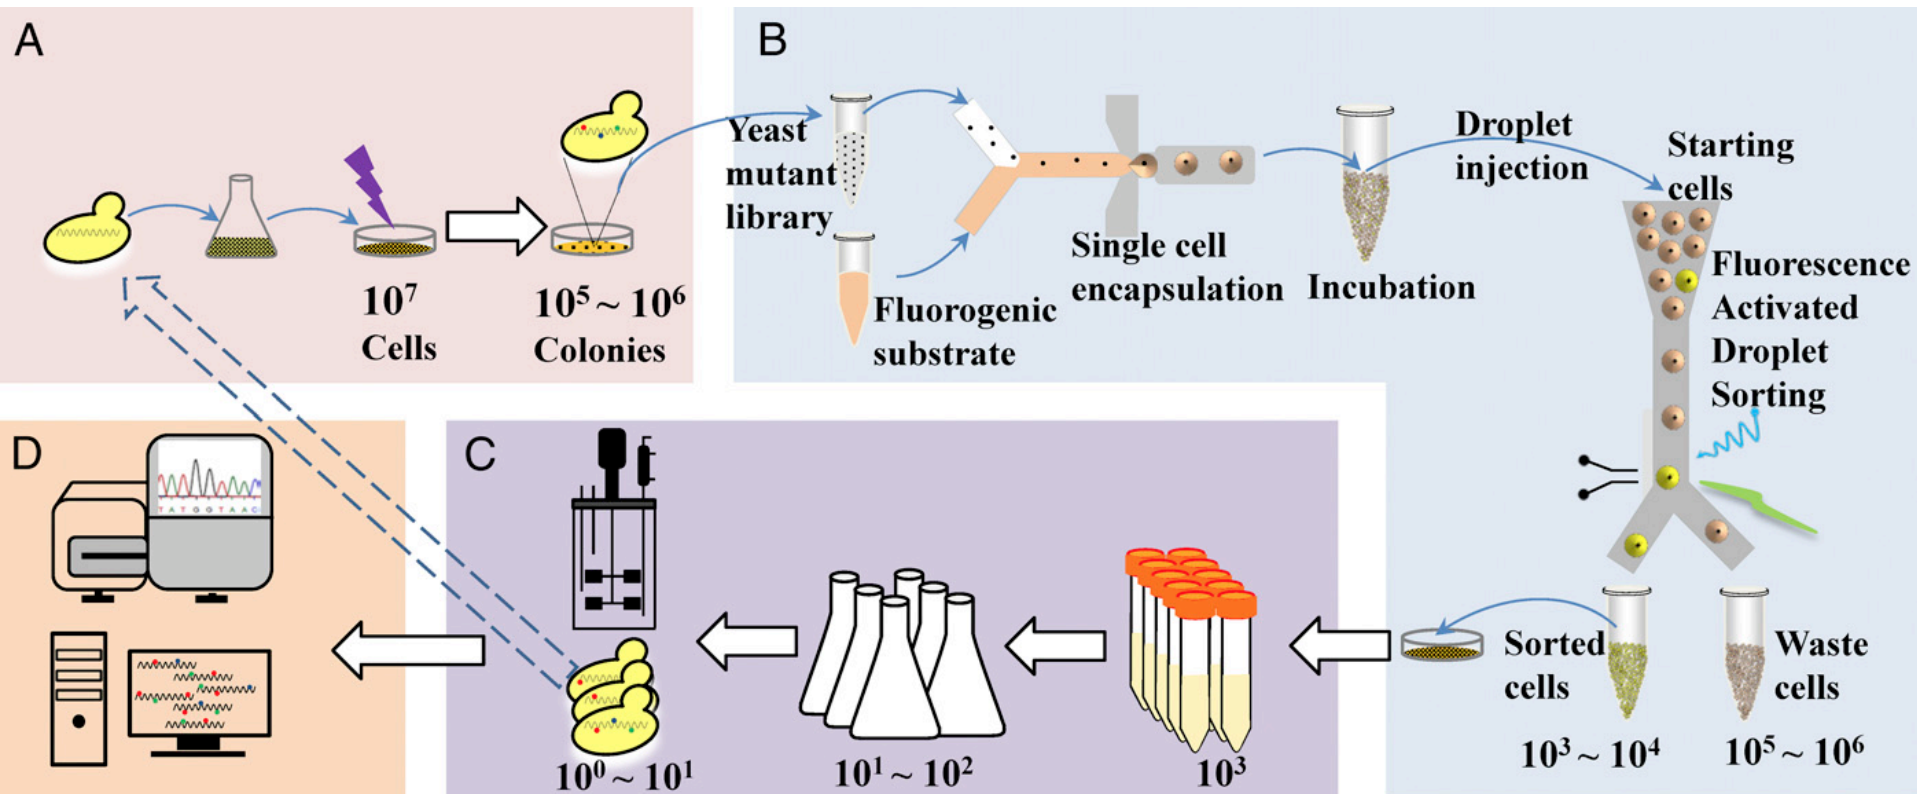 A
10⁷
Cells
10⁵ ~ 10⁶
Colonies
B
Yeast
mutant
library
Fluorogenic
substrate
Single cell
encapsulation
Incubation
Droplet
injection
Starting
cells
Fluorescence
Activated
Droplet
Sorting
Sorted
cells
10³ ~ 10⁴
Waste
cells
10⁵ ~ 10⁶
C
10⁰ ~ 10¹
10¹ ~ 10²
10³
D
T A T G G T A A C